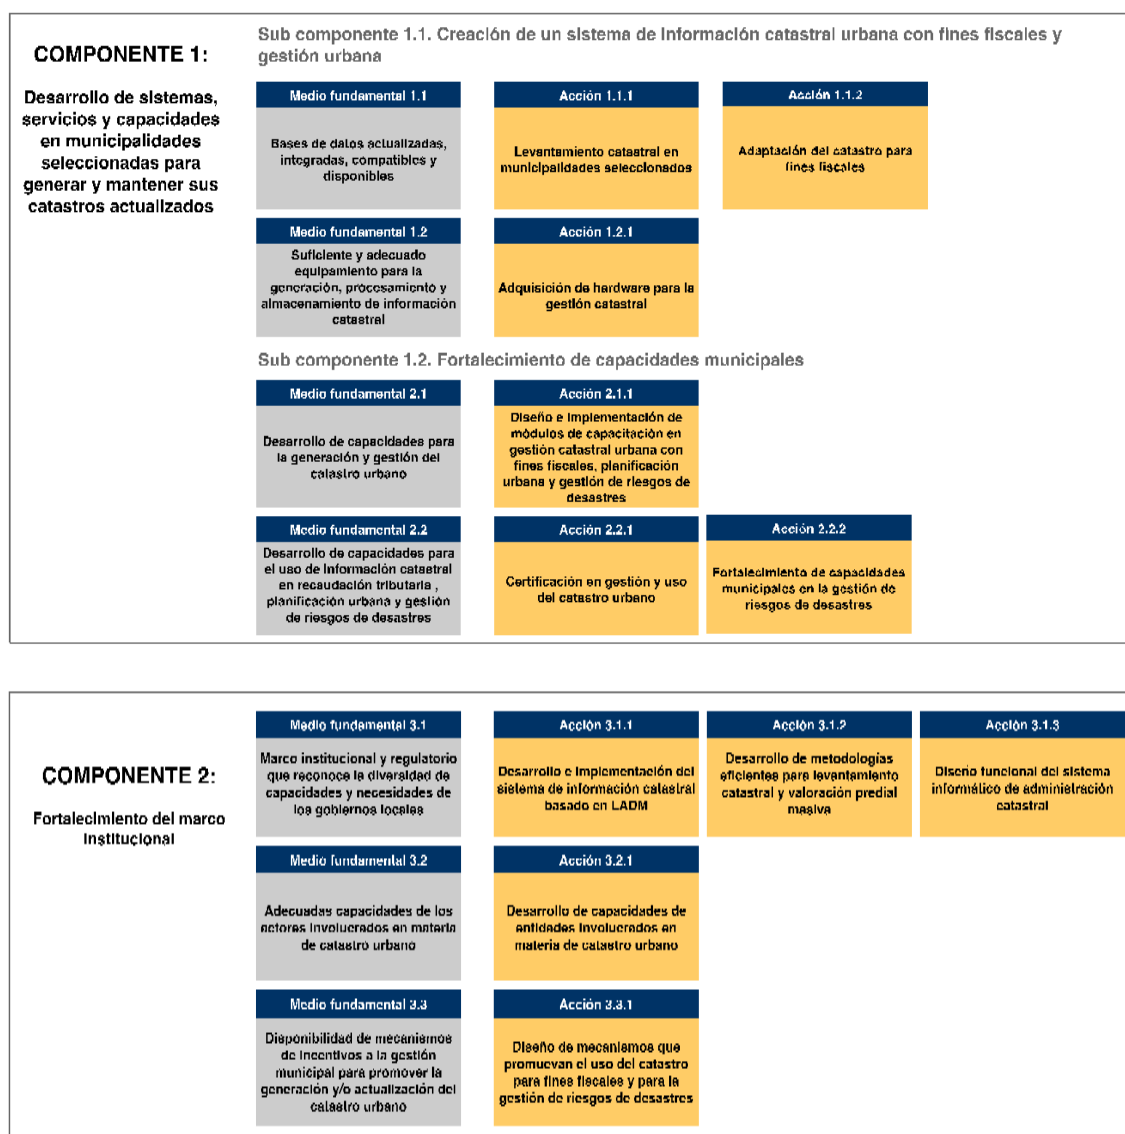 COMPONENTE 1:
Desarrollo de sistemas,
servicios y capacidades
en municipalidades
seleccionadas para
generar y mantener sus
catastros actualizados
Sub componente 1.1. Creación de un sistema de información catastral urbana con fines fiscales y
gestión urbana
Medio fundamental 1.1
Bases de datos actualizadas,
integradas, compatibles y
disponibles
Acción 1.1.1
Levantamiento catastral en
municipalidades seleccionados
Acción 1.1.2
Adaptación del catastro para
fines fiscales
Medio fundamental 1.2
Suficiente y adecuado
equipamiento para la
generación, procesamiento y
almacenamiento de información
catastral
Acción 1.2.1
Adquisición de hardware para la
gestión catastral
Sub componente 1.2. Fortalecimiento de capacidades municipales
Medio fundamental 2.1
Desarrollo de capacidades para
la generación y gestión del
catastro urbano
Acción 2.1.1
Diseño e implementación de
módulos de capacitación en
gestión catastral urbana con
fines fiscales, planificación
urbana y gestión de riesgos de
desastres
Medio fundamental 2.2
Desarrollo de capacidades para
el uso de información catastral
en recaudación tributaria ,
planificación urbana y gestión
de riesgos de desastres
Acción 2.2.1
Certificación en gestión y uso
del catastro urbano
Acción 2.2.2
Fortalecimiento de capacidades
municipales en la gestión de
riesgos de desastres
COMPONENTE 2:
Fortalecimiento del marco
institucional
Medio fundamental 3.1
Marco institucional y regulatorio
que reconoce la diversidad de
capacidades y necesidades de
los gobiernos locales
Acción 3.1.1
Desarrollo e implementación del
sistema de información catastral
basado en LADM
Acción 3.1.2
Desarrollo de metodologías
eficientes para levantamiento
catastral y valoración predial
masiva
Acción 3.1.3
Diseño funcional del sistema
informático de administración
catastral
Medio fundamental 3.2
Adecuadas capacidades de los
actores involucrados en materia
de catastro urbano
Acción 3.2.1
Desarrollo de capacidades de
entidades involucrados en
materia de catastro urbano
Medio fundamental 3.3
Disponibilidad de mecanismos
de incentivos a la gestión
municipal para promover la
generación y/o actualización del
catastro urbano
Acción 3.3.1
Diseño de mecanismos que
promuevan el uso del catastro
para fines fiscales y para la
gestión de riesgos de desastres